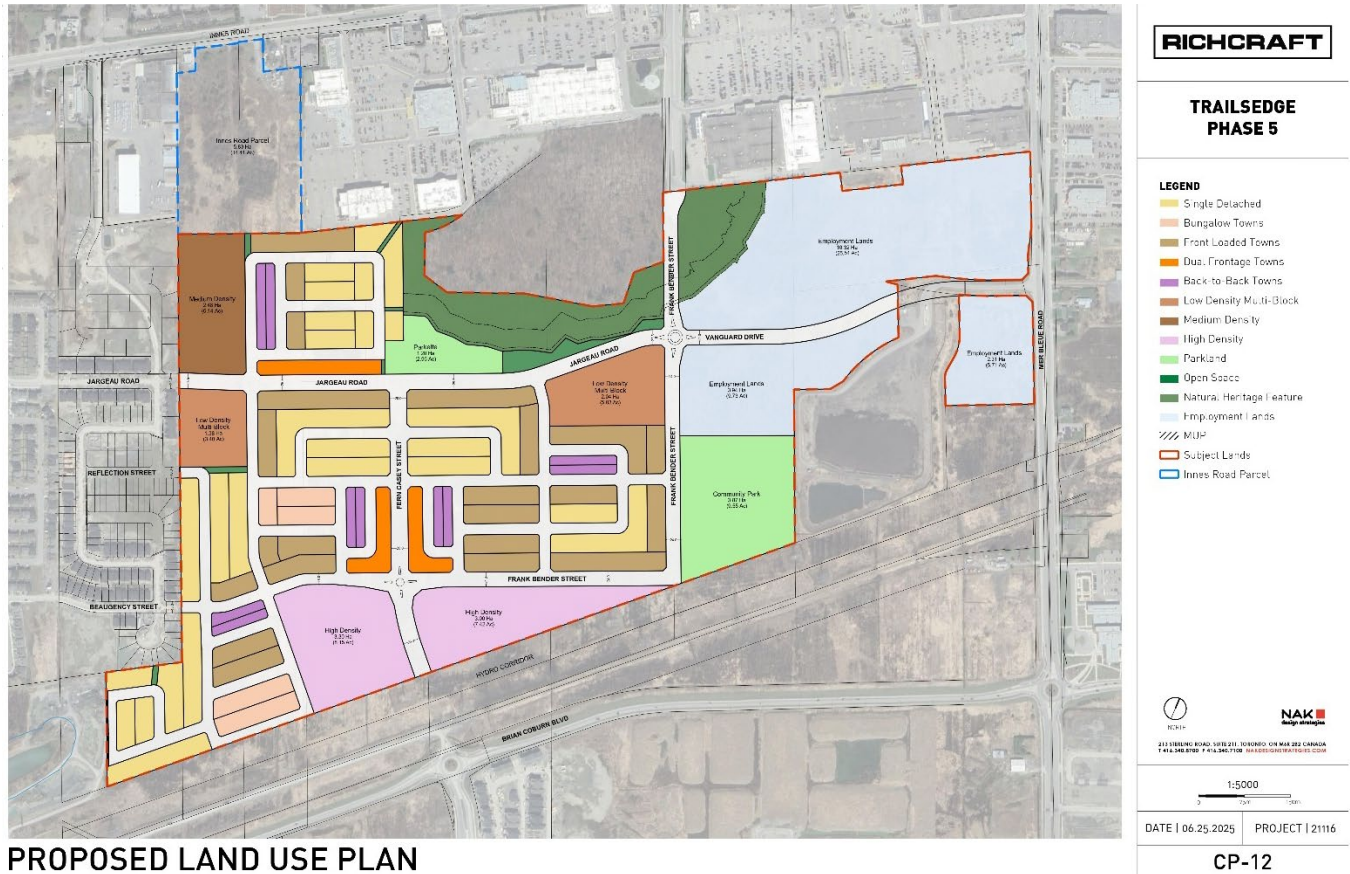 INNES ROAD
Innes Road Parcel
Medium Density
Parkette
Low Density
Multi-Block
FRANK BENDER STREET
Employment Lands
VANGUARD DRIVE
JARGEAU ROAD
Employment Lands
MER BLEUE ROAD
JARGEAU ROAD
JARGEAU ROAD
Low Density
Multi-Block
Employment Lands
REFLECTION STREET
FERN CASEY STREET
FRANK BENDER STREET
Community Park
BEAUGENCY STREET
FRANK BENDER STREET
High Density
High Density
HYDRO CORRIDOR
BRIAN COBURN BLVD
PROPOSED LAND USE PLAN
RICHCRAFT
TRAILSEDGE
PHASE 5
LEGEND
Single Detached
Bungalow Towns
Front Loaded Towns
Dual Frontage Towns
Back-to-Back Towns
Low Density Multi-Block
Medium Density
High Density
Parkland
Open Space
Natural Heritage Feature
Employment Lands
MUP
Subject Lands
Innes Road Parcel
NORTH
NAK
design strategies
1:5000
DATE | 06.25.2025
PROJECT | 21116
CP-12